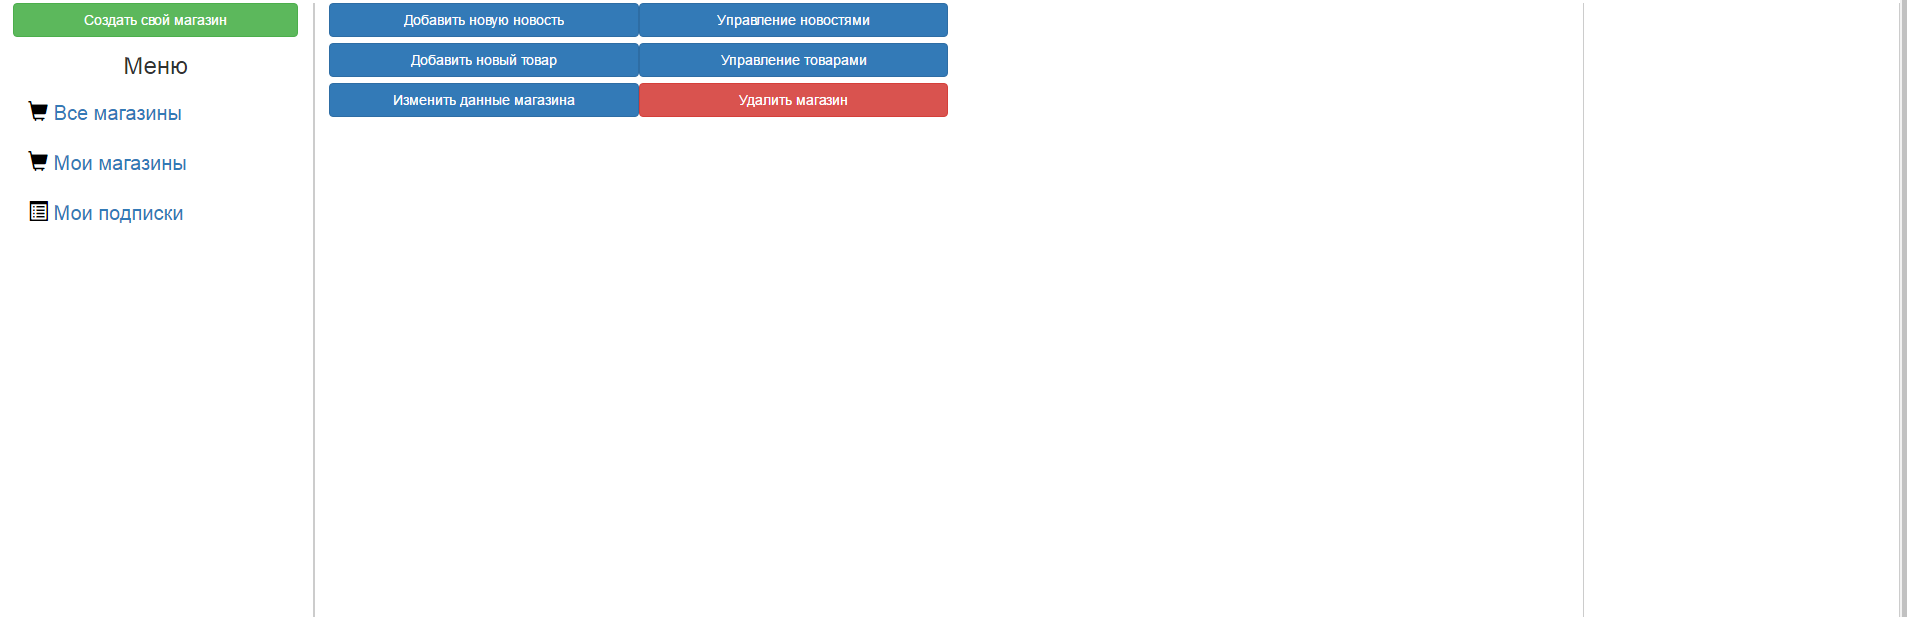 Создать свой магазин
Меню
Все магазины
Мои магазины
Мои подписки
Добавить новую новость
Управление новостями
Добавить новый товар
Управление товарами
Изменить данные магазина
Удалить магазин